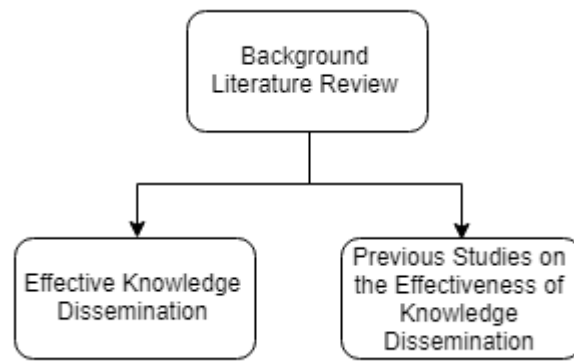 Background
Literature Review
Effective Knowledge
Dissemination
Previous Studies on
the Effectiveness of
Knowledge
Dissemination